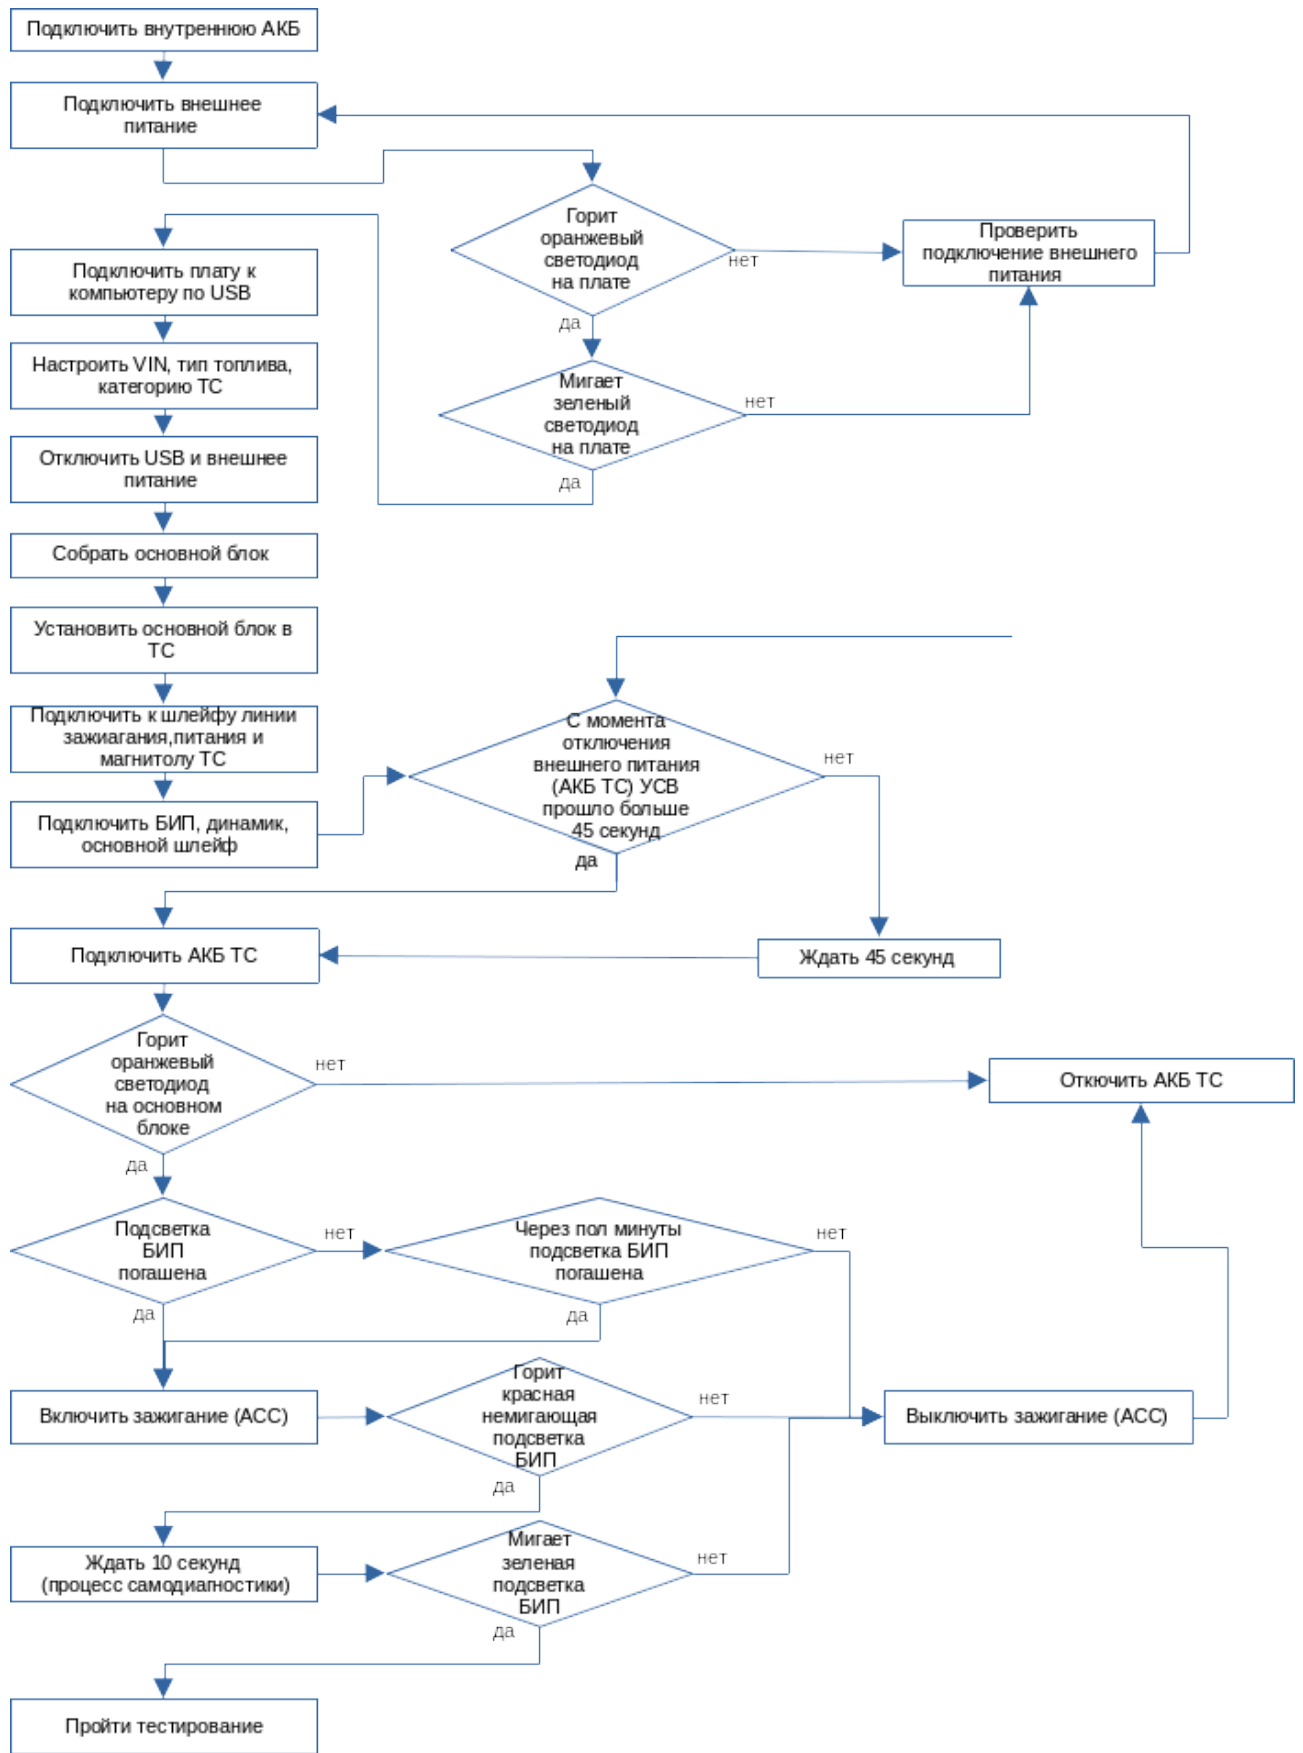 Подключить внутреннюю АКБ
Подключить внешнее
питание
Горит
оранжевый
светодиод
на плате
нет
Проверить
подключение внешнего
питания
да
Подключить плату к
компьютеру по USB
Мигает
зеленый
светодиод
на плате
нет
да
Настроить VIN, тип топлива,
категорию ТС
Отключить USB и внешнее
питание
Собрать основной блок
Установить основной блок в
ТС
Подключить к шлейфу линии
зажиагания,питания и
магнитолу ТС
Подключить БИП, динамик,
основной шлейф
С момента
отключения
внешнего питания
(АКБ ТС) УСВ
прошло больше
45 секунд
нет
да
Подключить АКБ ТС
Ждать 45 секунд
Горит
оранжевый
светодиод
на основном
блоке
нет
Откючить АКБ ТС
да
Подсветка
БИП
погашена
нет
Через пол минуты
подсветка БИП
погашена
нет
да
да
Включить зажигание (АСС)
Горит
красная
немигающая
подсветка
БИП
нет
Выключить зажигание (АСС)
да
Ждать 10 секунд
(процесс самодиагностики)
Мигает
зеленая
подсветка
БИП
нет
да
Пройти тестирование